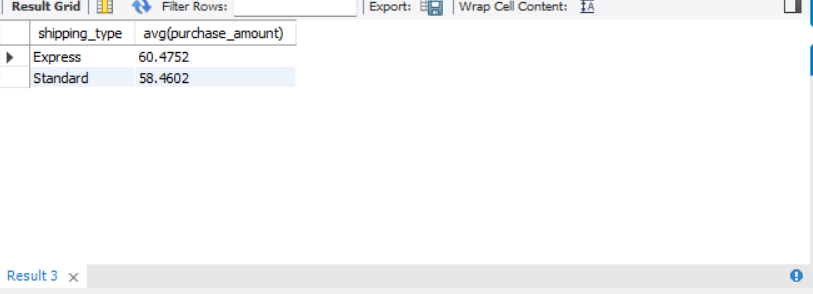 Result Grid Filter Rows: Export: Wrap Cell Content: IA
shipping_type avg(purchase_amount)
Express 60.4752
Standard 58.4602
Result 3 ×